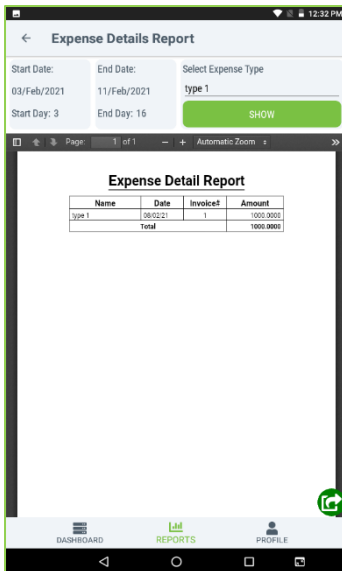 12:32 PM
Expense Details Report
Start Date: End Date: Select Expense Type
03/Feb/2021 11/Feb/2021 type 1
Start Day: 3 End Day: 16 SHOW
Page: 1 of 1 − + Automatic Zoom
Expense Detail Report
Name Date Invoice# Amount
type 1 08/02/21 1 1000.0000
Total 1000.0000
DASHBOARD REPORTS PROFILE